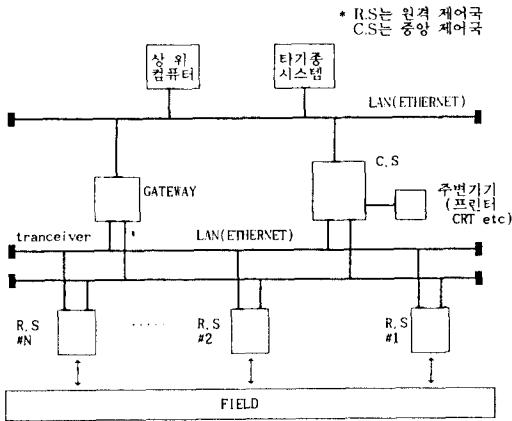 * R.S는 원격 제어국
C.S는 중앙 제어국
상 위
컴퓨터
타기종
시스템
LAN(ETHERNET)
C.S
GATEWAY
주변기기
(프린터
CRT etc)
tranceiver
LAN(ETHERNET)
R.S
#N
.....
R.S
#2
R.S
#1
FIELD